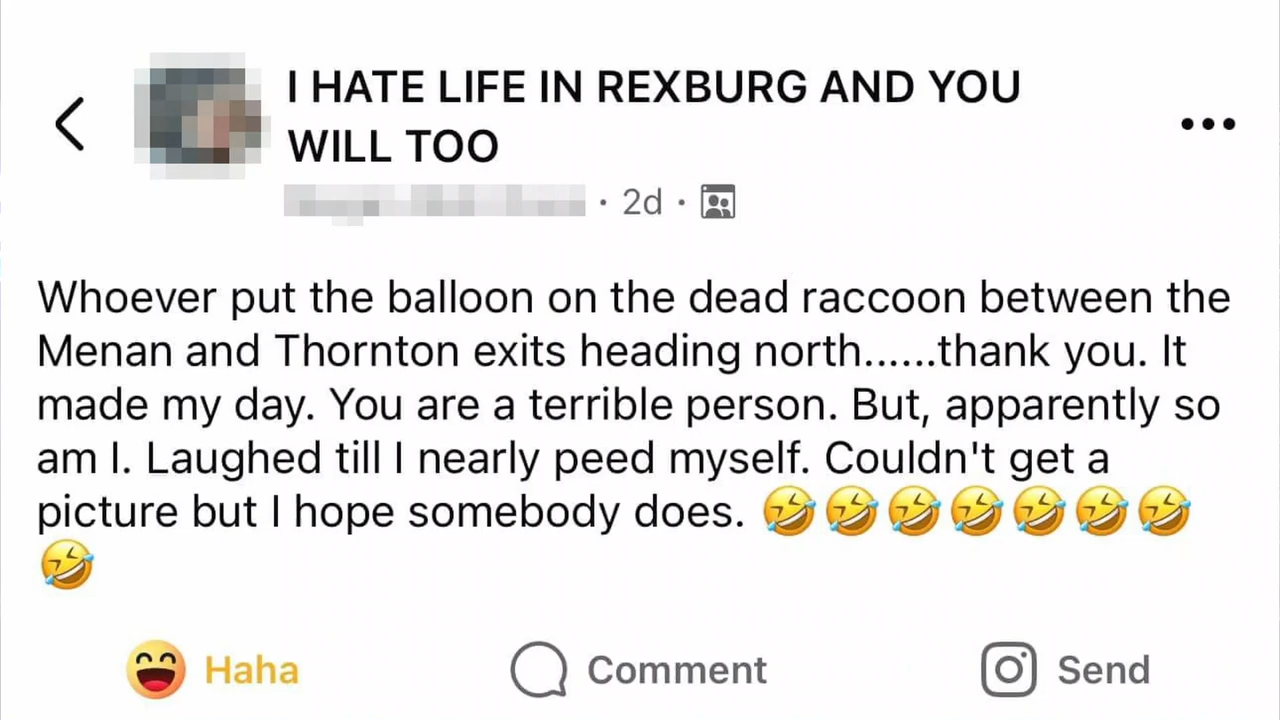 I HATE LIFE IN REXBURG AND YOU
WILL TOO
· 2d ·
Whoever put the balloon on the dead raccoon between the
Menan and Thornton exits heading north......thank you. It
made my day. You are a terrible person. But, apparently so
am I. Laughed till I nearly peed myself. Couldn't get a
picture but I hope somebody does. 🤣🤣🤣🤣🤣🤣🤣
🤣
Haha
Comment
Send